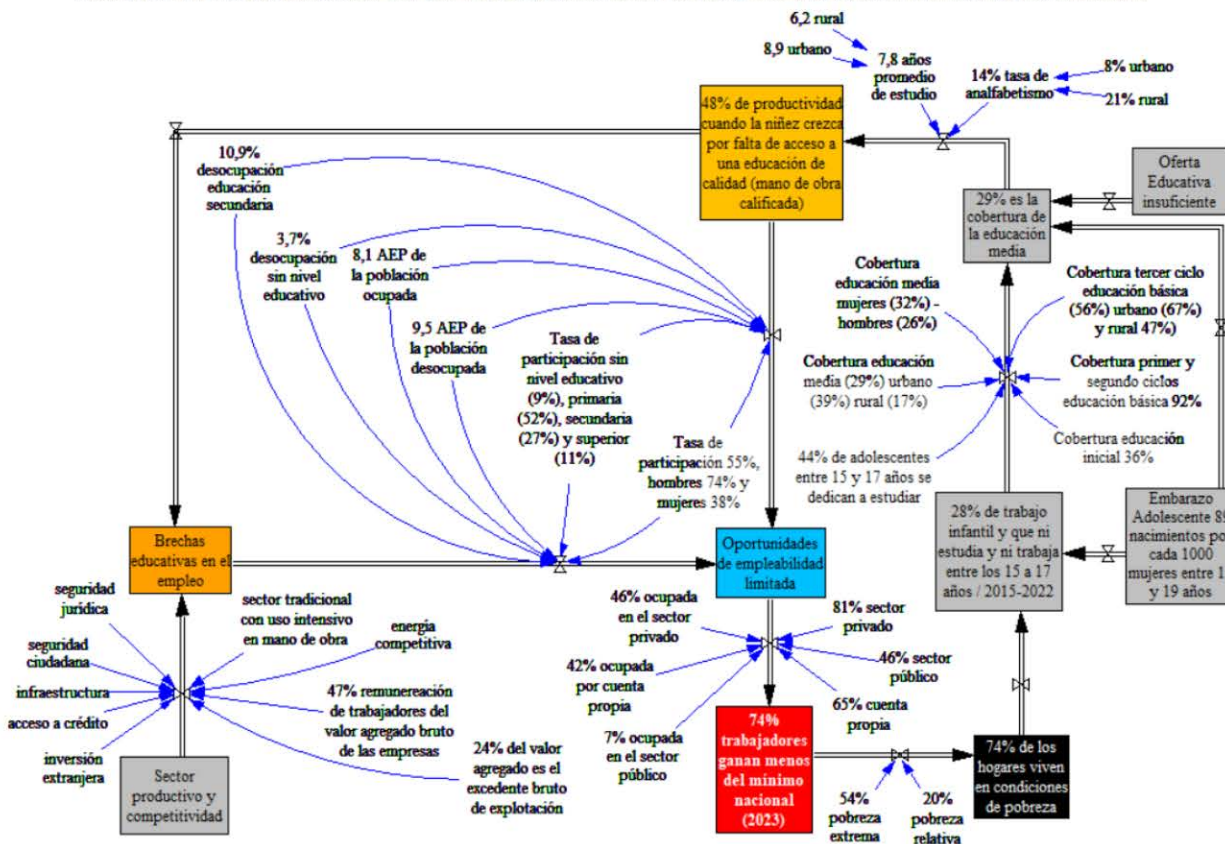 6,2 rural
8,9 urbano
7,8 años
promedio
de estudio
14% tasa de
analfabetismo
8% urbano
21% rural
48% de productividad
cuando la niñez crezca
por falta de acceso a
una educación de
calidad (mano de obra
calificada)
Oferta
Educativa
insuficiente
29% es la
cobertura de
la educación
media
10,9%
desocupación
educación
secundaria
3,7%
desocupación
sin nivel
educativo
8,1 AEP de
la población
ocupada
9,5 AEP de
la población
desocupada
Tasa de
participación sin
nivel educativo
(9%), primaria
(52%), secundaria
(27%) y superior
(11%)
Tasa de
participación 55%,
hombres 74% y
mujeres 38%
Cobertura
educación media
mujeres (32%) -
hombres (26%)
Cobertura tercer ciclo
educación básica
(56%) urbano (67%)
y rural 47%)
Cobertura educación
media (29%) urbano
(39%) rural (17%)
Cobertura primer y
segundo ciclos
educación básica 92%
44% de adolescentes
entre 15 y 17 años se
dedican a estudiar
Cobertura educación
inicial 36%
28% de trabajo
infantil y que ni
estudia y ni trabaja
entre los 15 a 17
años / 2015-2022
Embarazo
Adolescente 89
nacimientos po
cada 1000
mujeres entre 1
y 19 años
Brechas
educativas en el
empleo
Oportunidades
de empleabilidad
limitada
seguridad
jurídica
sector tradicional
con uso intensivo
en mano de obra
energía
competitiva
seguridad
ciudadana
infraestructura
acceso a crédito
inversión
extranjera
47% remunereación
de trabajadores del
valor agregado bruto
de las empresas
24% del valor
agregado es el
excedente bruto
de explotación
Sector
productivo y
competitividad
46% ocupada
en el sector
privado
81% sector
privado
42% ocupada
por cuenta
propia
46% sector
público
7% ocupada
en el sector
público
65% cuenta
propia
74%
trabajadores
ganan menos
del mínimo
nacional
(2023)
54%
pobreza
extrema
20%
pobreza
relativa
74% de los
hogares viven
en condiciones
de pobreza